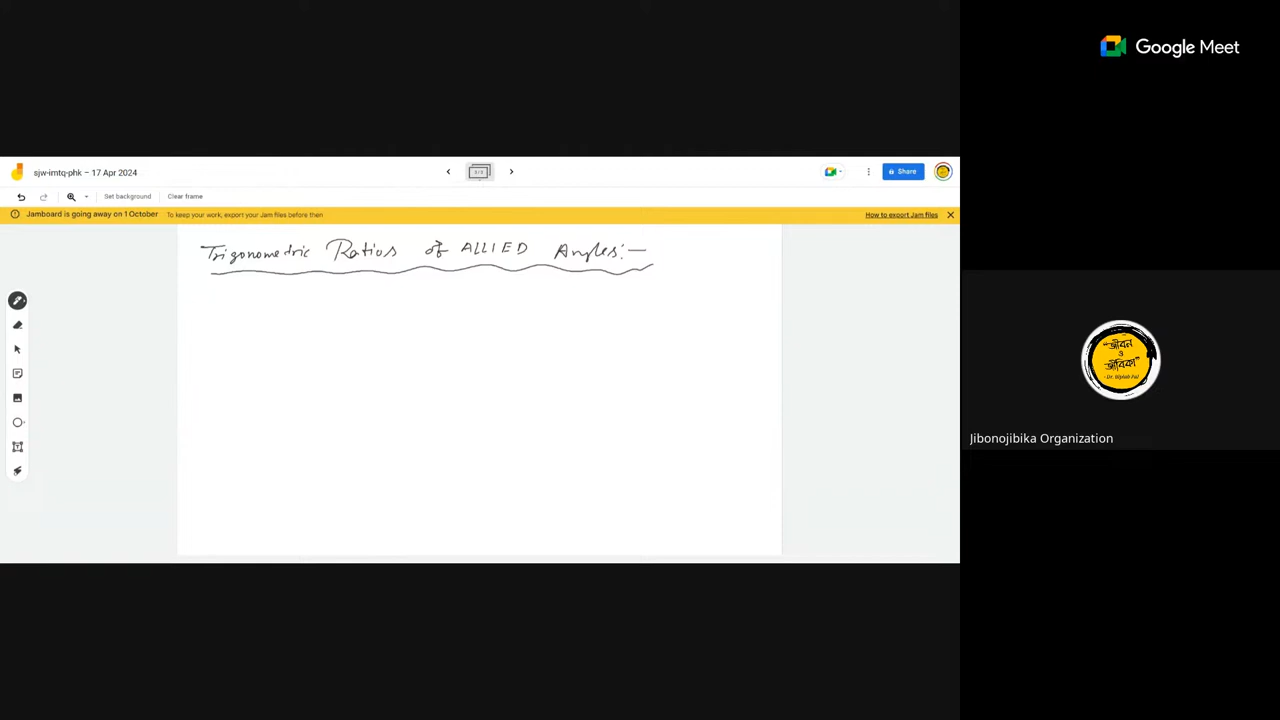 Google Meet
sjw-imtq-phk – 17 Apr 2024
Share
Set background
Clear frame
Jamboard is going away on 1 October To keep your work, export your Jam files before then
How to export Jam files
Trigonometric Ratios of ALLIED Angles:—
"জীবন
ও
জীবিকা"
Jibonojibika Organization